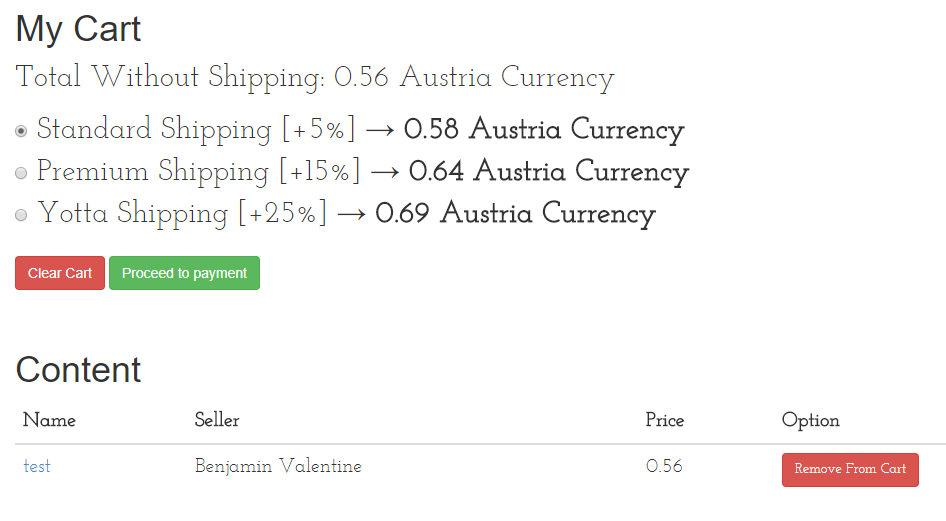 My Cart
Total Without Shipping: 0.56 Austria Currency
Standard Shipping [+5%] → 0.58 Austria Currency
Premium Shipping [+15%] → 0.64 Austria Currency
Yotta Shipping [+25%] → 0.69 Austria Currency
Clear Cart Proceed to payment
Content
Name Seller Price Option
test Benjamin Valentine 0.56 Remove From Cart